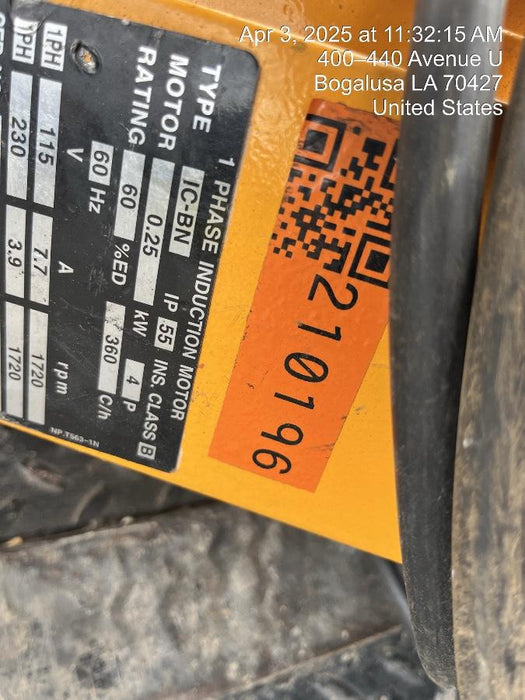 Apr 3, 2025 at 11:32:15 AM
400–440 Avenue U
Bogalusa LA 70427
United States
1 PHASE INDUCTION MOTOR
TYPE IC-BN IP 55 INS. CLASS B
MOTOR 0.25 kW 4 P
RATING 60 %ED 360 C/h
60 Hz
V A rpm
1PH 115 7.7 1720
1PH 230 3.9 1720
NP.T563-1N
210196